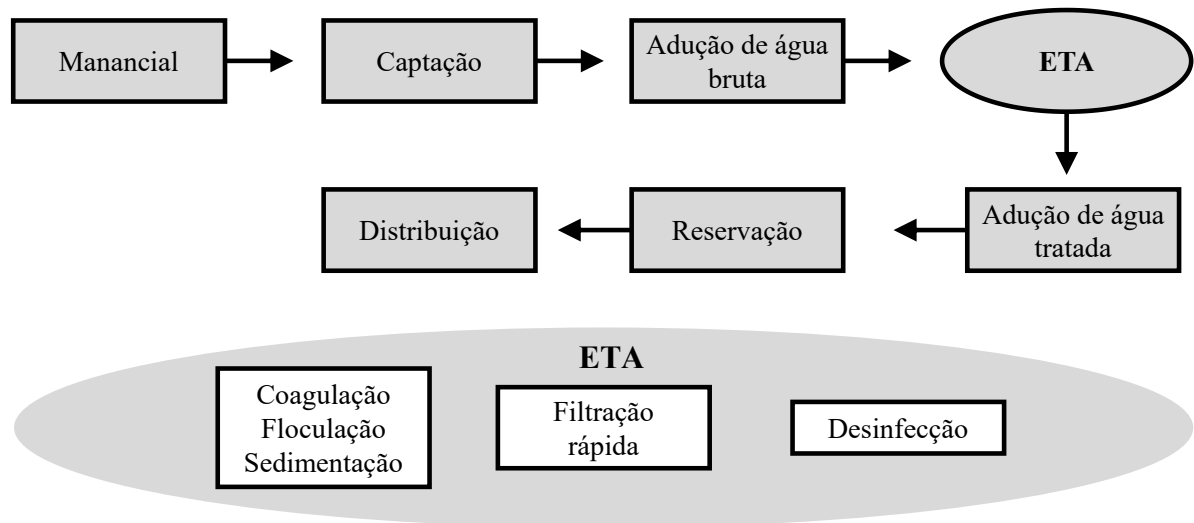 Manancial
Captação
Adução de água
bruta
ETA
Distribuição
Reservação
Adução de água
tratada
ETA
Coagulação
Floculação
Sedimentação
Filtração
rápida
Desinfecção